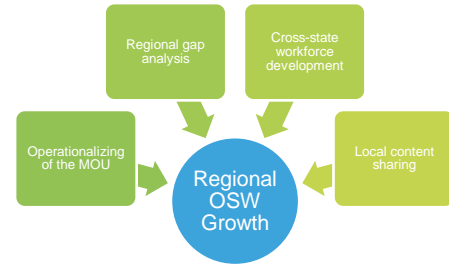 Regional gap
analysis
Cross-state
workforce
development
Operationalizing
of the MOU
Local content
sharing
Regional
OSW
Growth